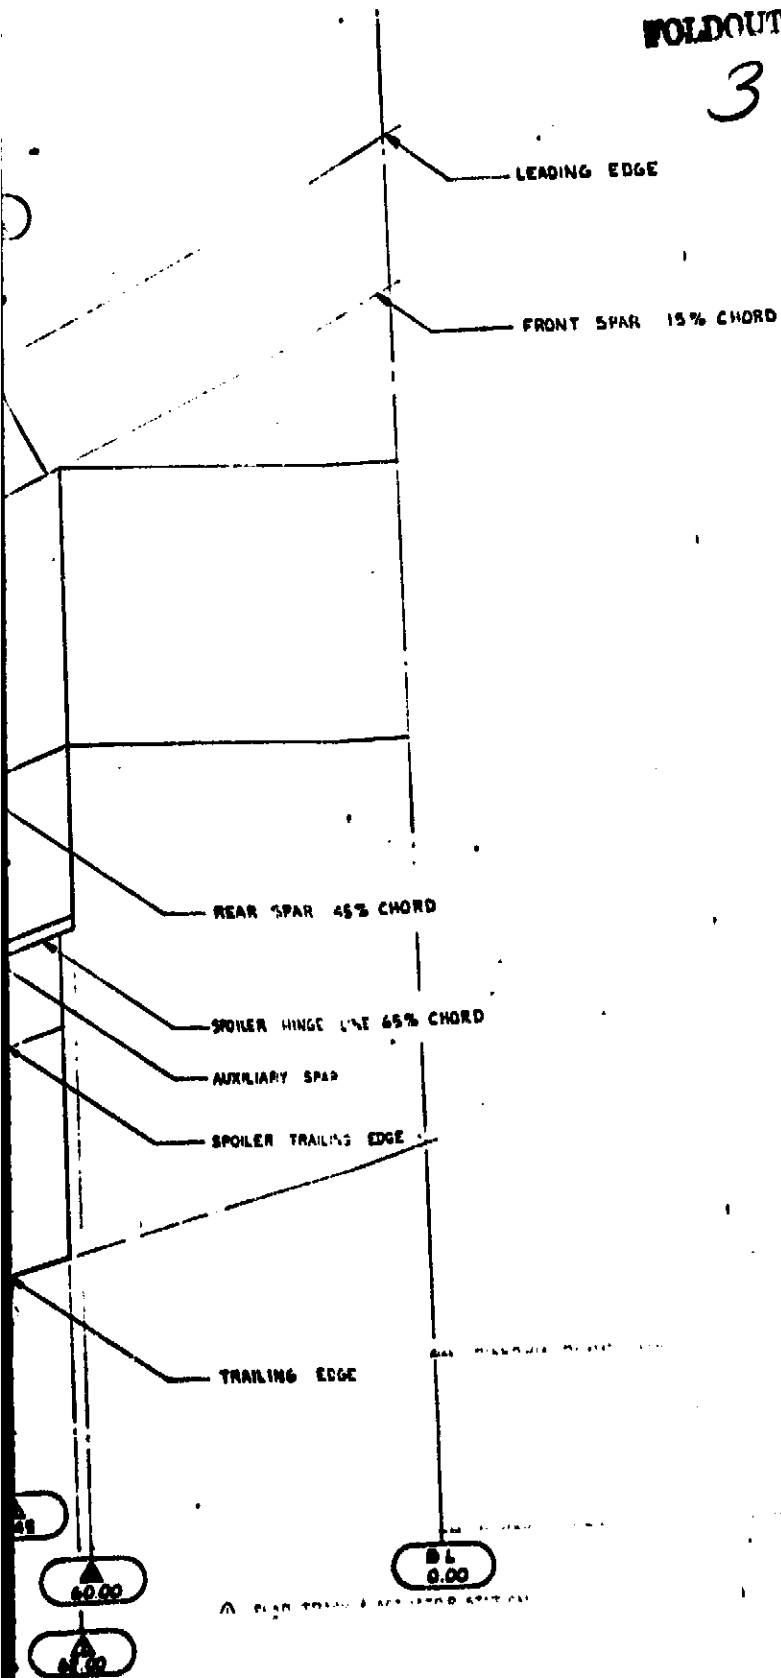 FOLDOUT
3
LEADING EDGE
FRONT SPAR 15% CHORD
REAR SPAR 45% CHORD
SPOILER HINGE LINE 65% CHORD
AUXILIARY SPAR
SPOILER TRAILING EDGE
TRAILING EDGE
60.00
BL
0.00